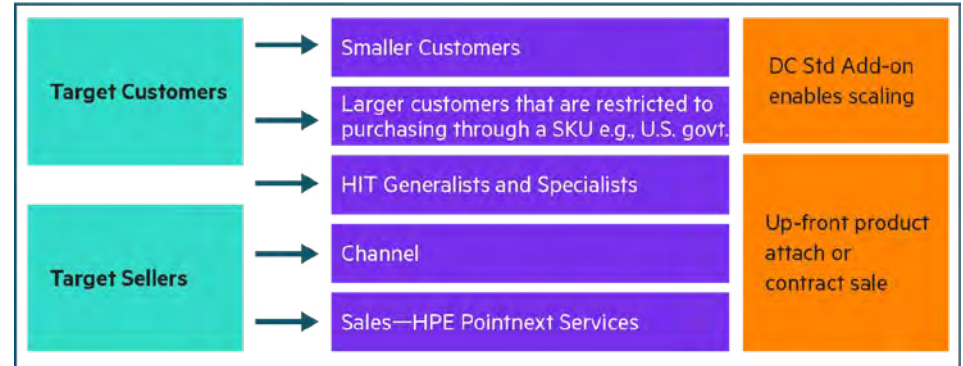 Target Customers
Smaller Customers
Larger customers that are restricted to
purchasing through a SKU e.g., U.S. govt.
DC Std Add-on
enables scaling
Target Sellers
HIT Generalists and Specialists
Channel
Sales—HPE Pointnext Services
Up-front product
attach or
contract sale